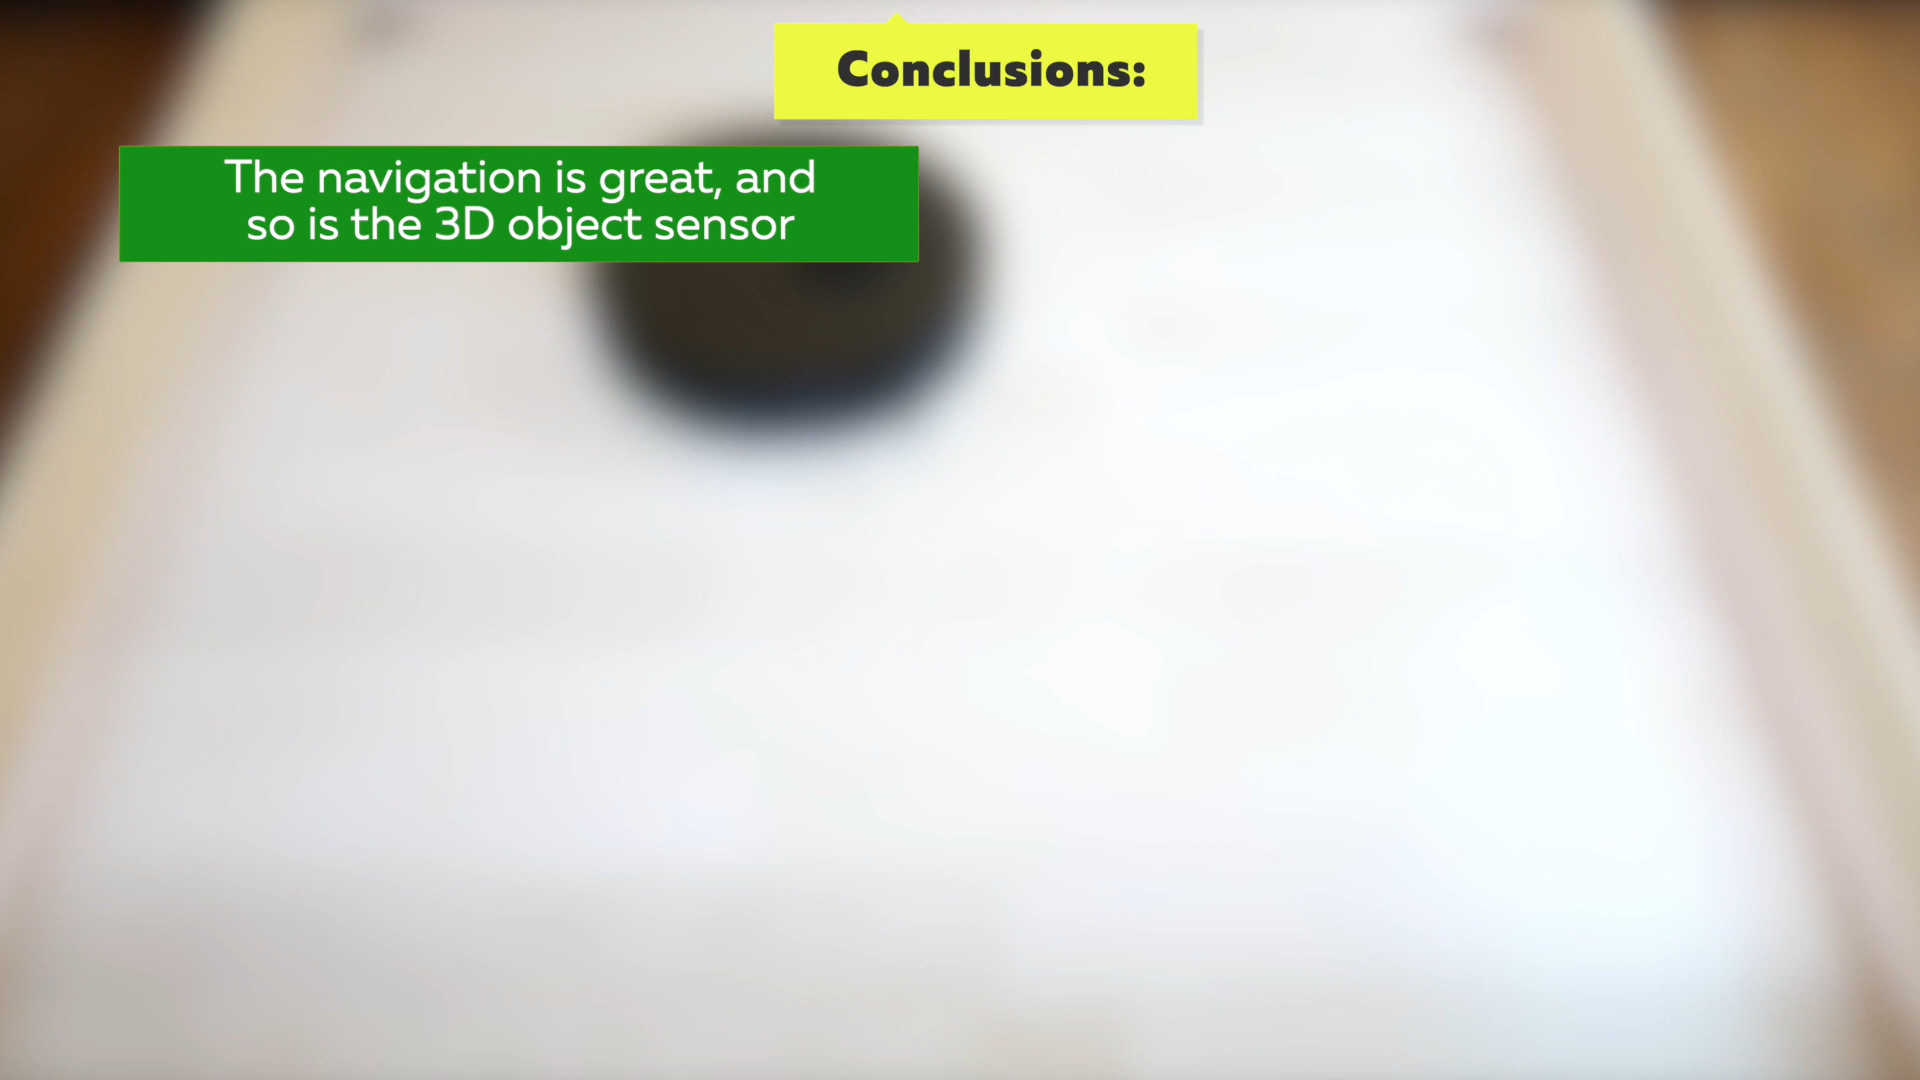 Conclusions:
The navigation is great, and
so is the 3D object sensor